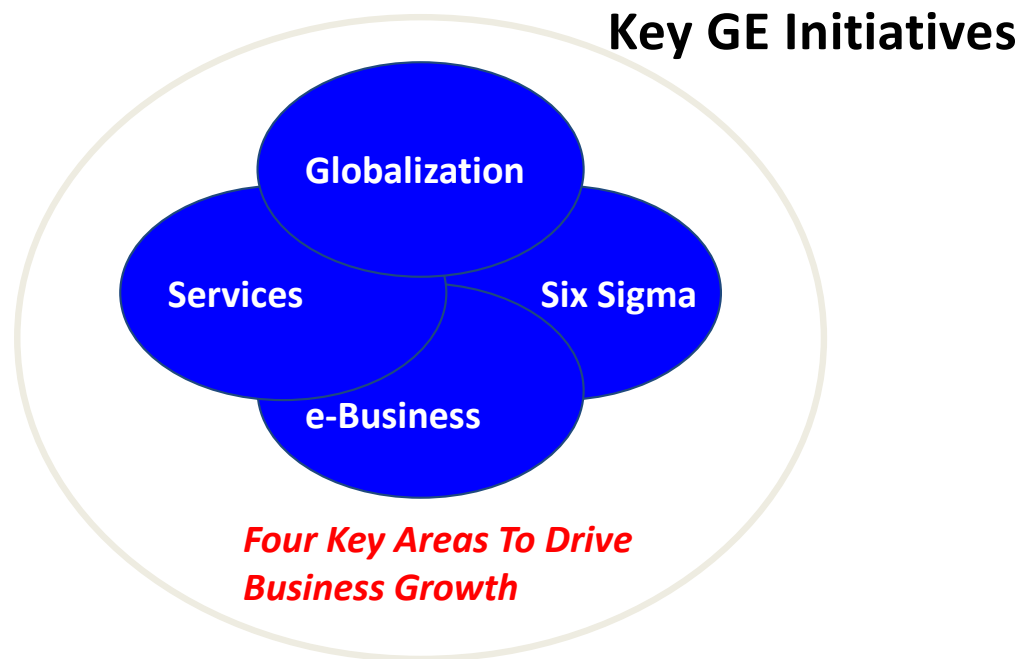 Key GE Initiatives
Globalization
Services
Six Sigma
e-Business
Four Key Areas To Drive
Business Growth